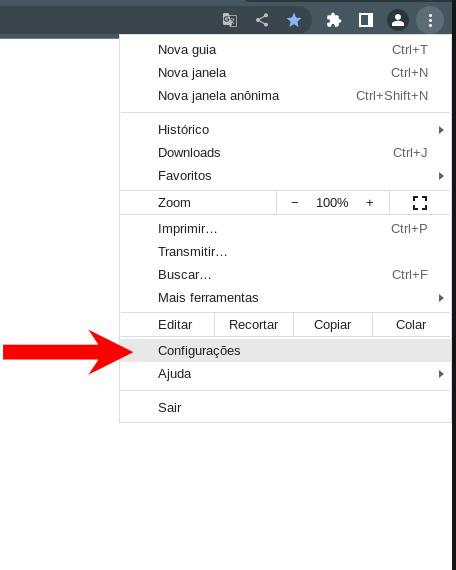 Nova guia Ctrl+T
Nova janela Ctrl+N
Nova janela anônima Ctrl+Shift+N
Histórico
Downloads Ctrl+J
Favoritos
Zoom − 100% +
Imprimir… Ctrl+P
Transmitir…
Buscar… Ctrl+F
Mais ferramentas
Editar Recortar Copiar Colar
Configurações
Ajuda
Sair